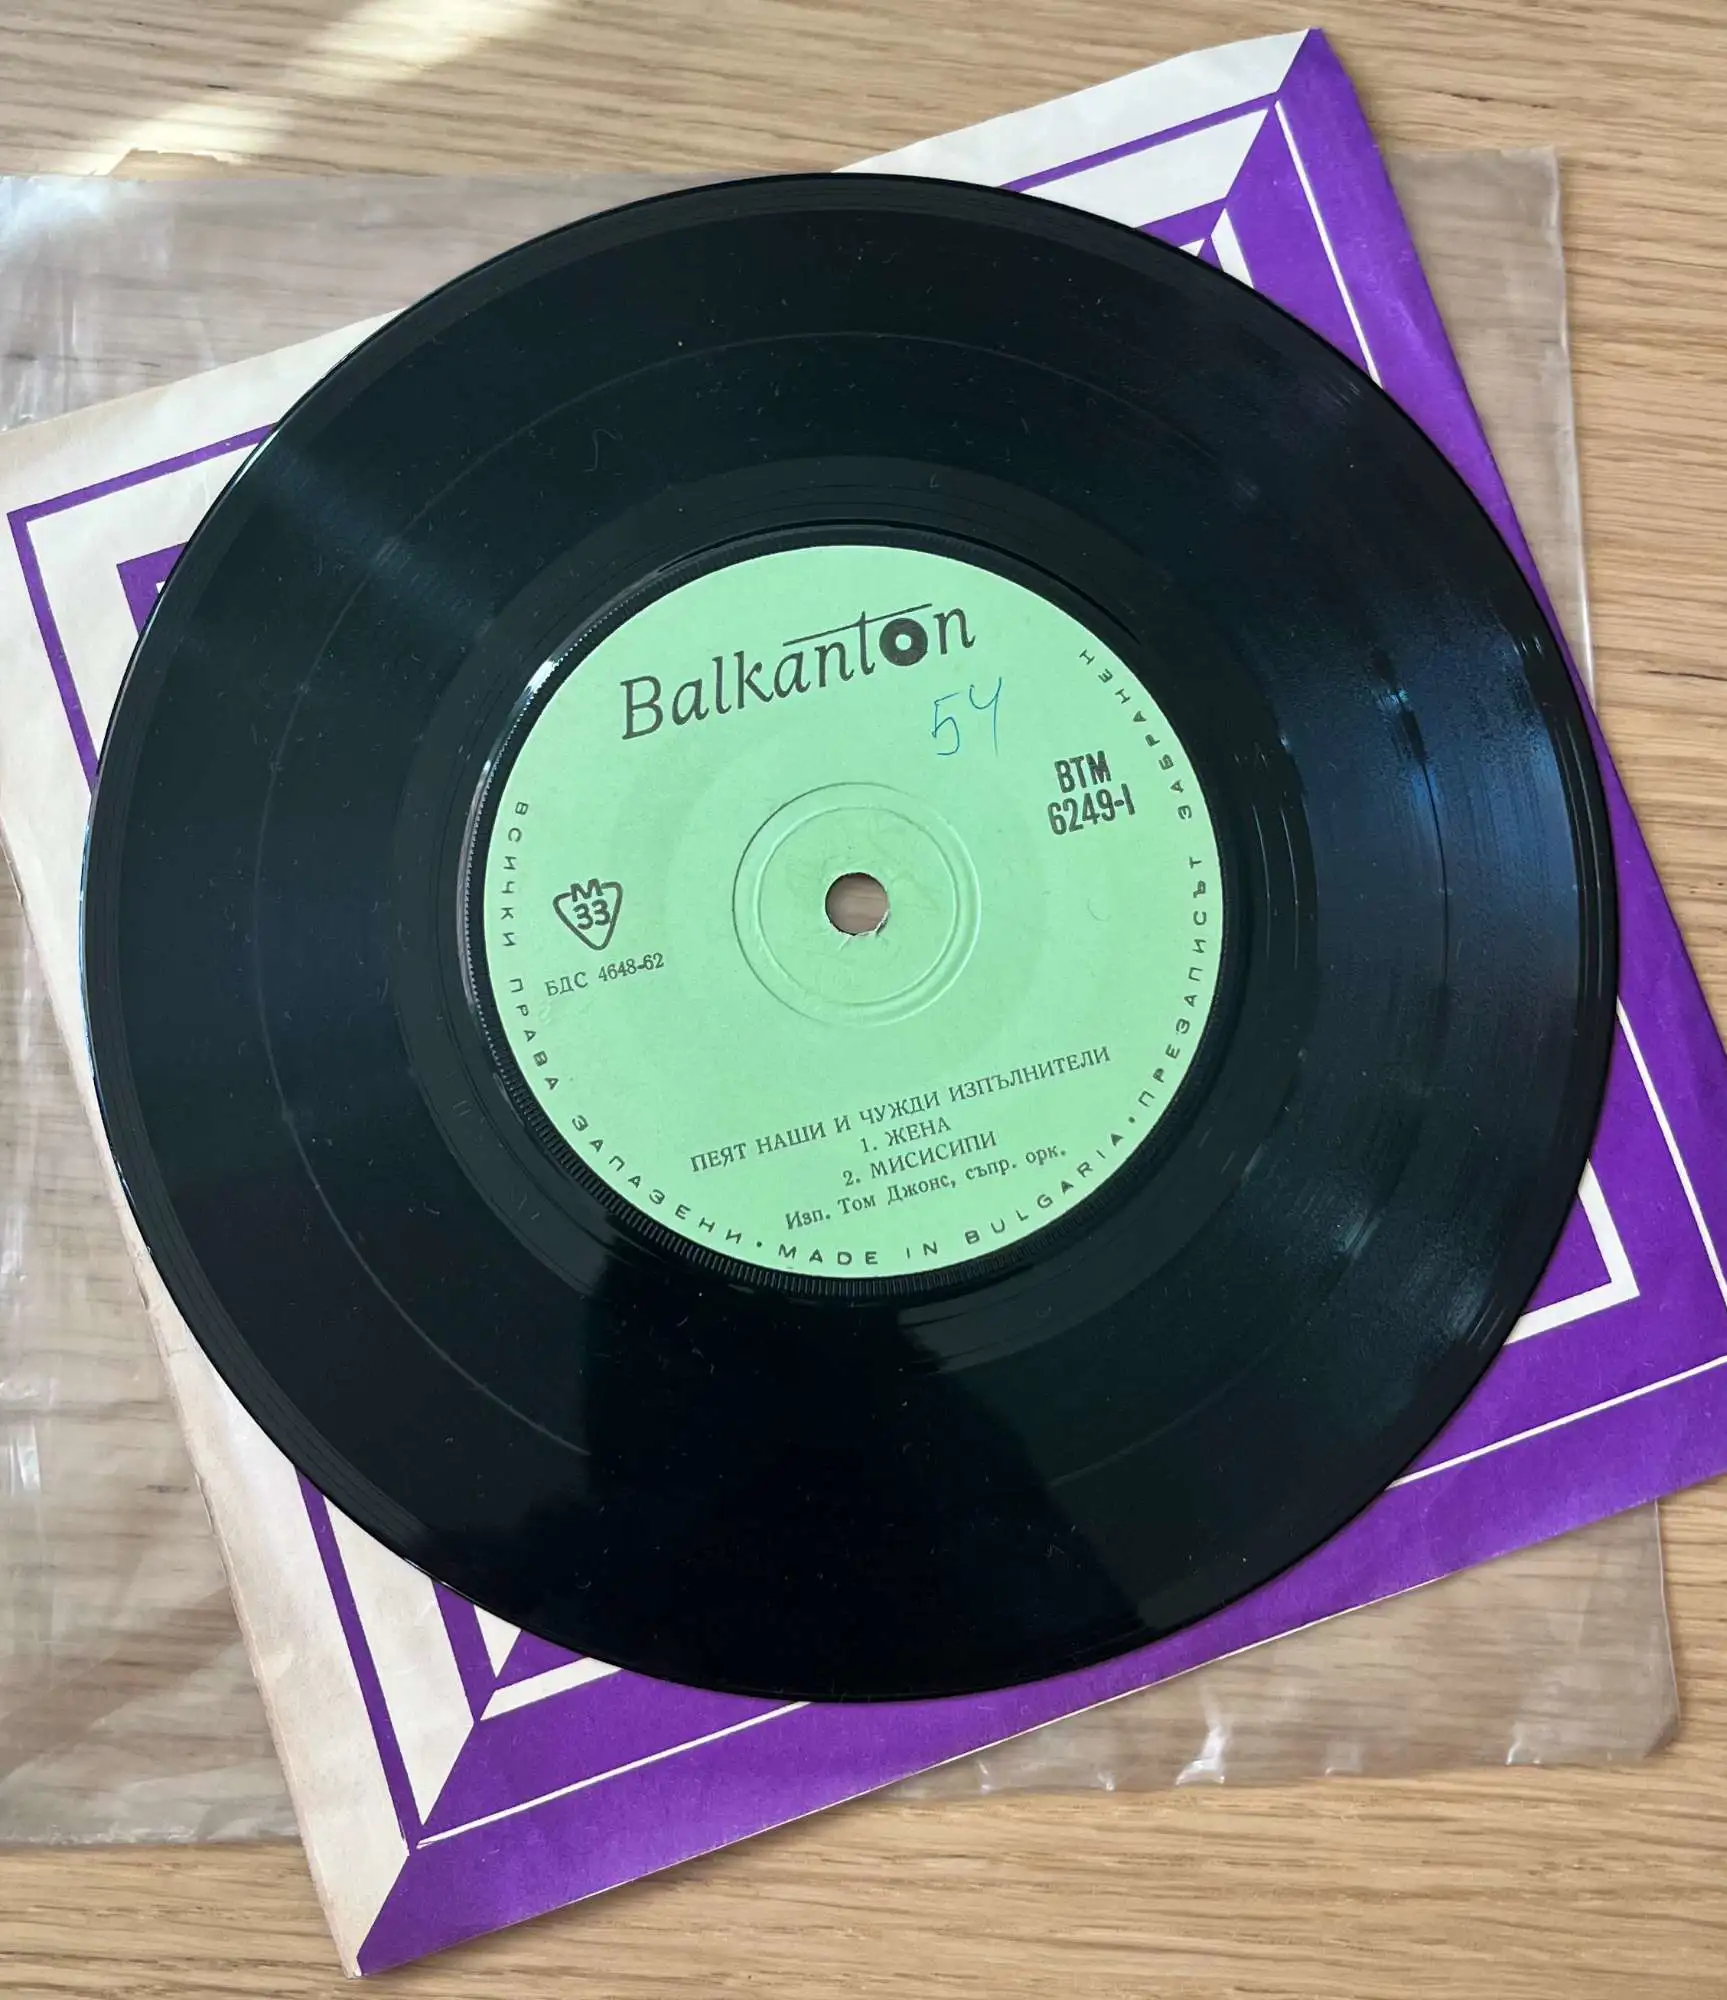 Balkanton
54
ВТМ
6249-I
М
33
БДС 4648-62
ПЕЯТ НАШИ И ЧУЖДИ ИЗПЪЛНИТЕЛИ
1. ЖЕНА
2. МИСИСИПИ
Изп. Том Джонс, съпр. орк.
ВСИЧКИ ПРАВА ЗАПАЗЕНИ • MADE IN BULGARIA • ПРЕЗАПИСЪТ ЗАБРАНЕН